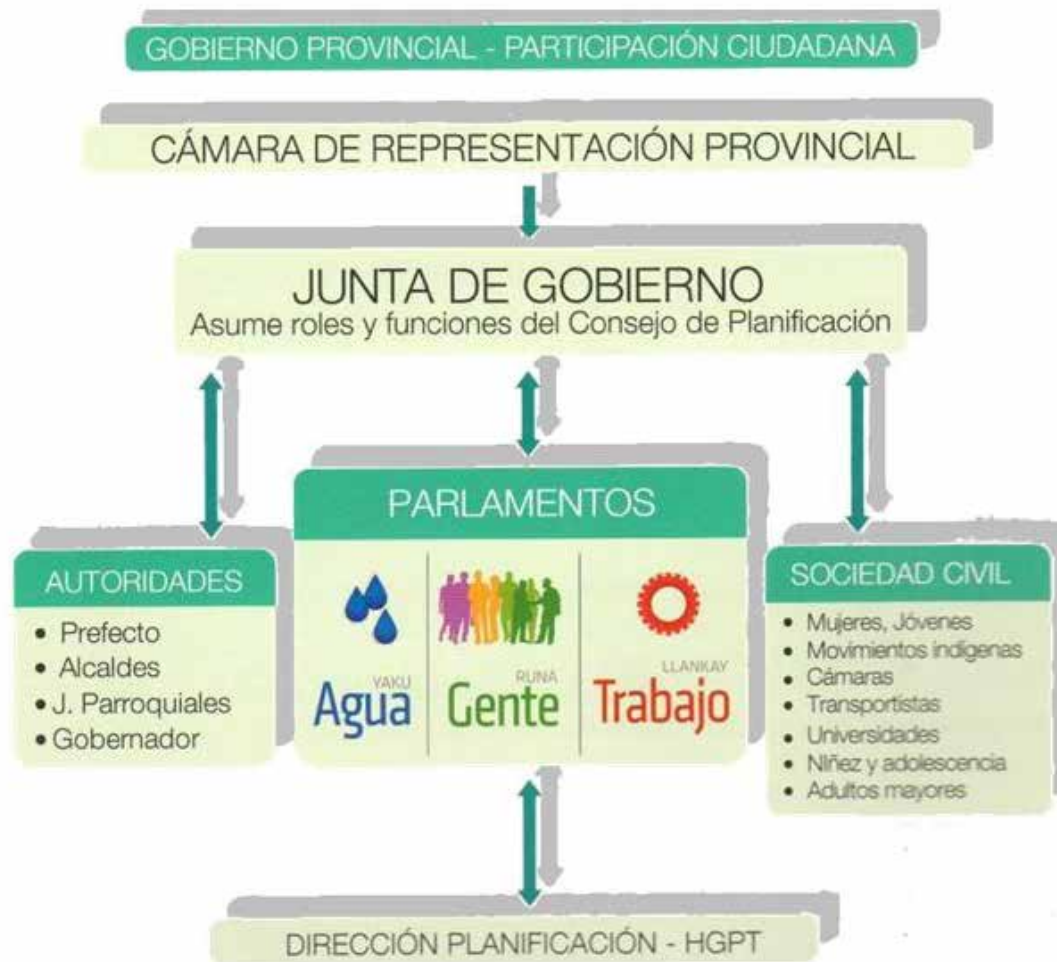 GOBIERNO PROVINCIAL - PARTICIPACIÓN CIUDADANA
CÁMARA DE REPRESENTACIÓN PROVINCIAL
JUNTA DE GOBIERNO
Asume roles y funciones del Consejo de Planificación
AUTORIDADES
• Prefecto
• Alcaldes
• J. Parroquiales
• Gobernador
PARLAMENTOS
YAKU
Agua
RUNA
Gente
LLANKAY
Trabajo
SOCIEDAD CIVIL
• Mujeres, Jóvenes
• Movimientos indígenas
• Cámaras
• Transportistas
• Universidades
• NIñez y adolescencia
• Adultos mayores
DIRECCIÓN PLANIFICACIÓN - HGPT